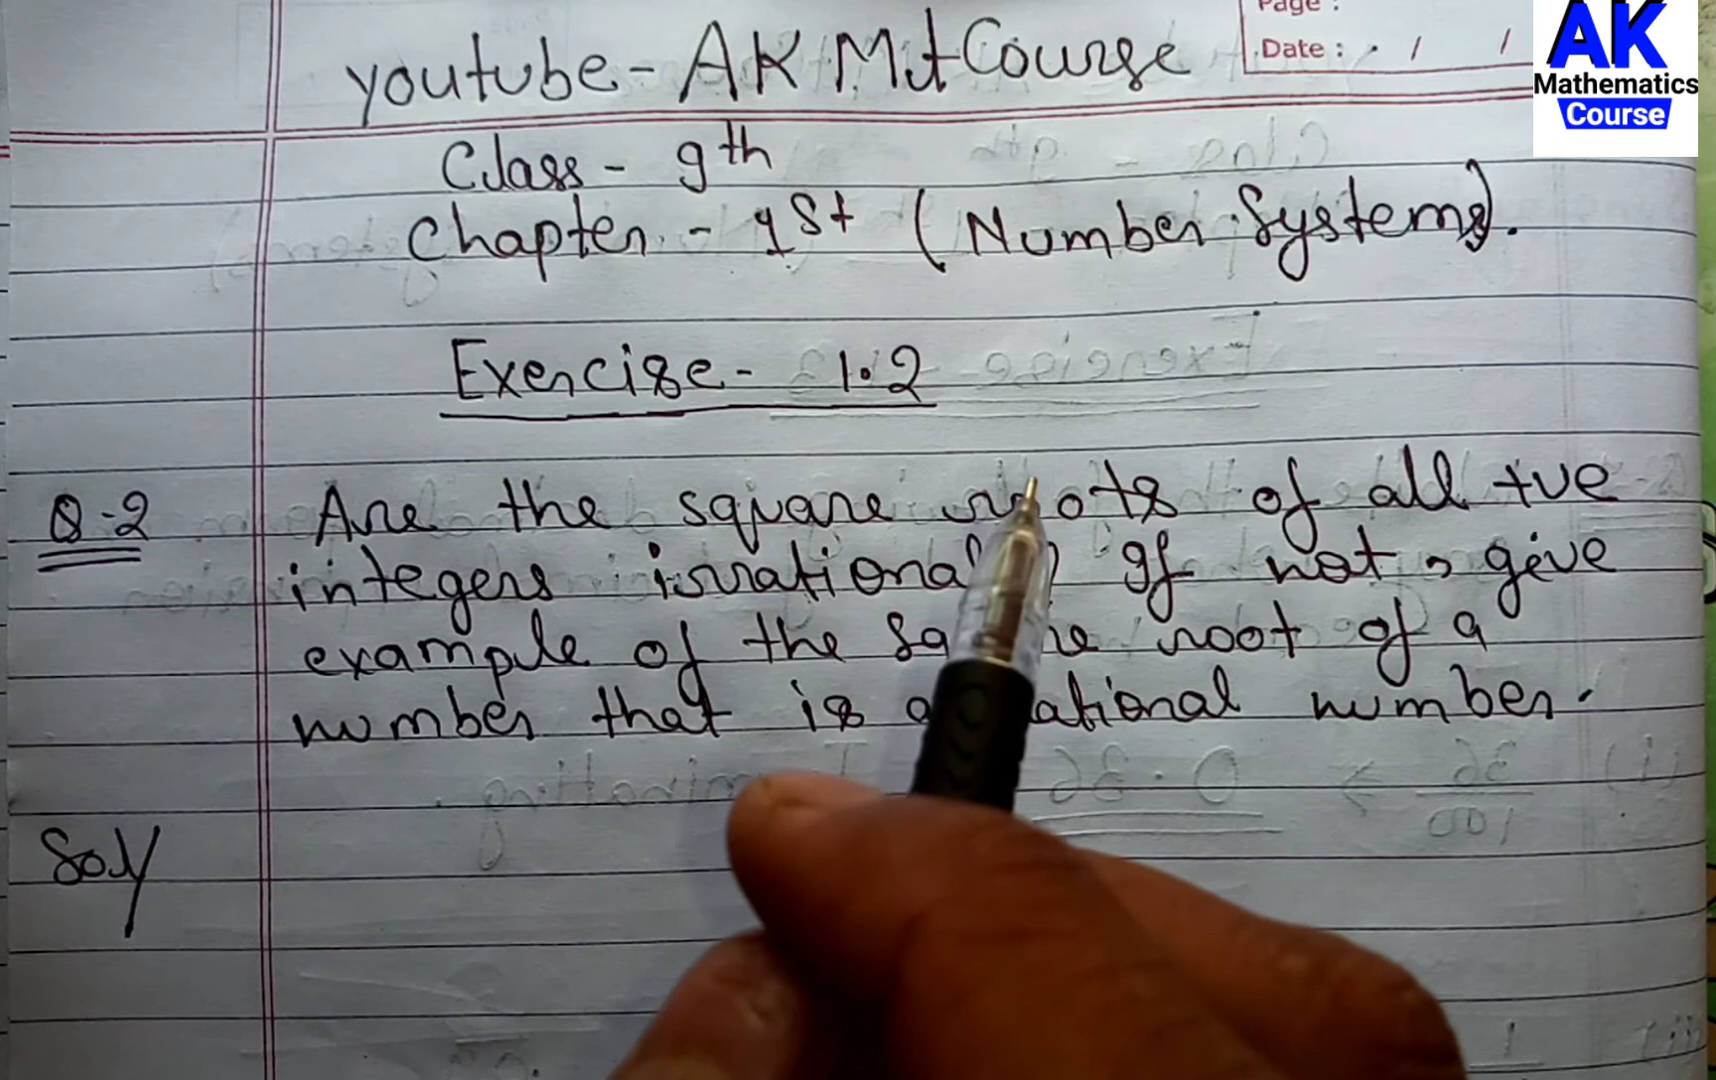 Page :
Date : / /
AK
Mathematics
Course
youtube - AK Mt Course
Class - 9th
Chapter - 1st (Number Systems).
Exercise - 1.2
Q.2 Are the square roots of all +ve
integers irrational? If not, give
example of the square root of a
number that is a rational number.
Sol/